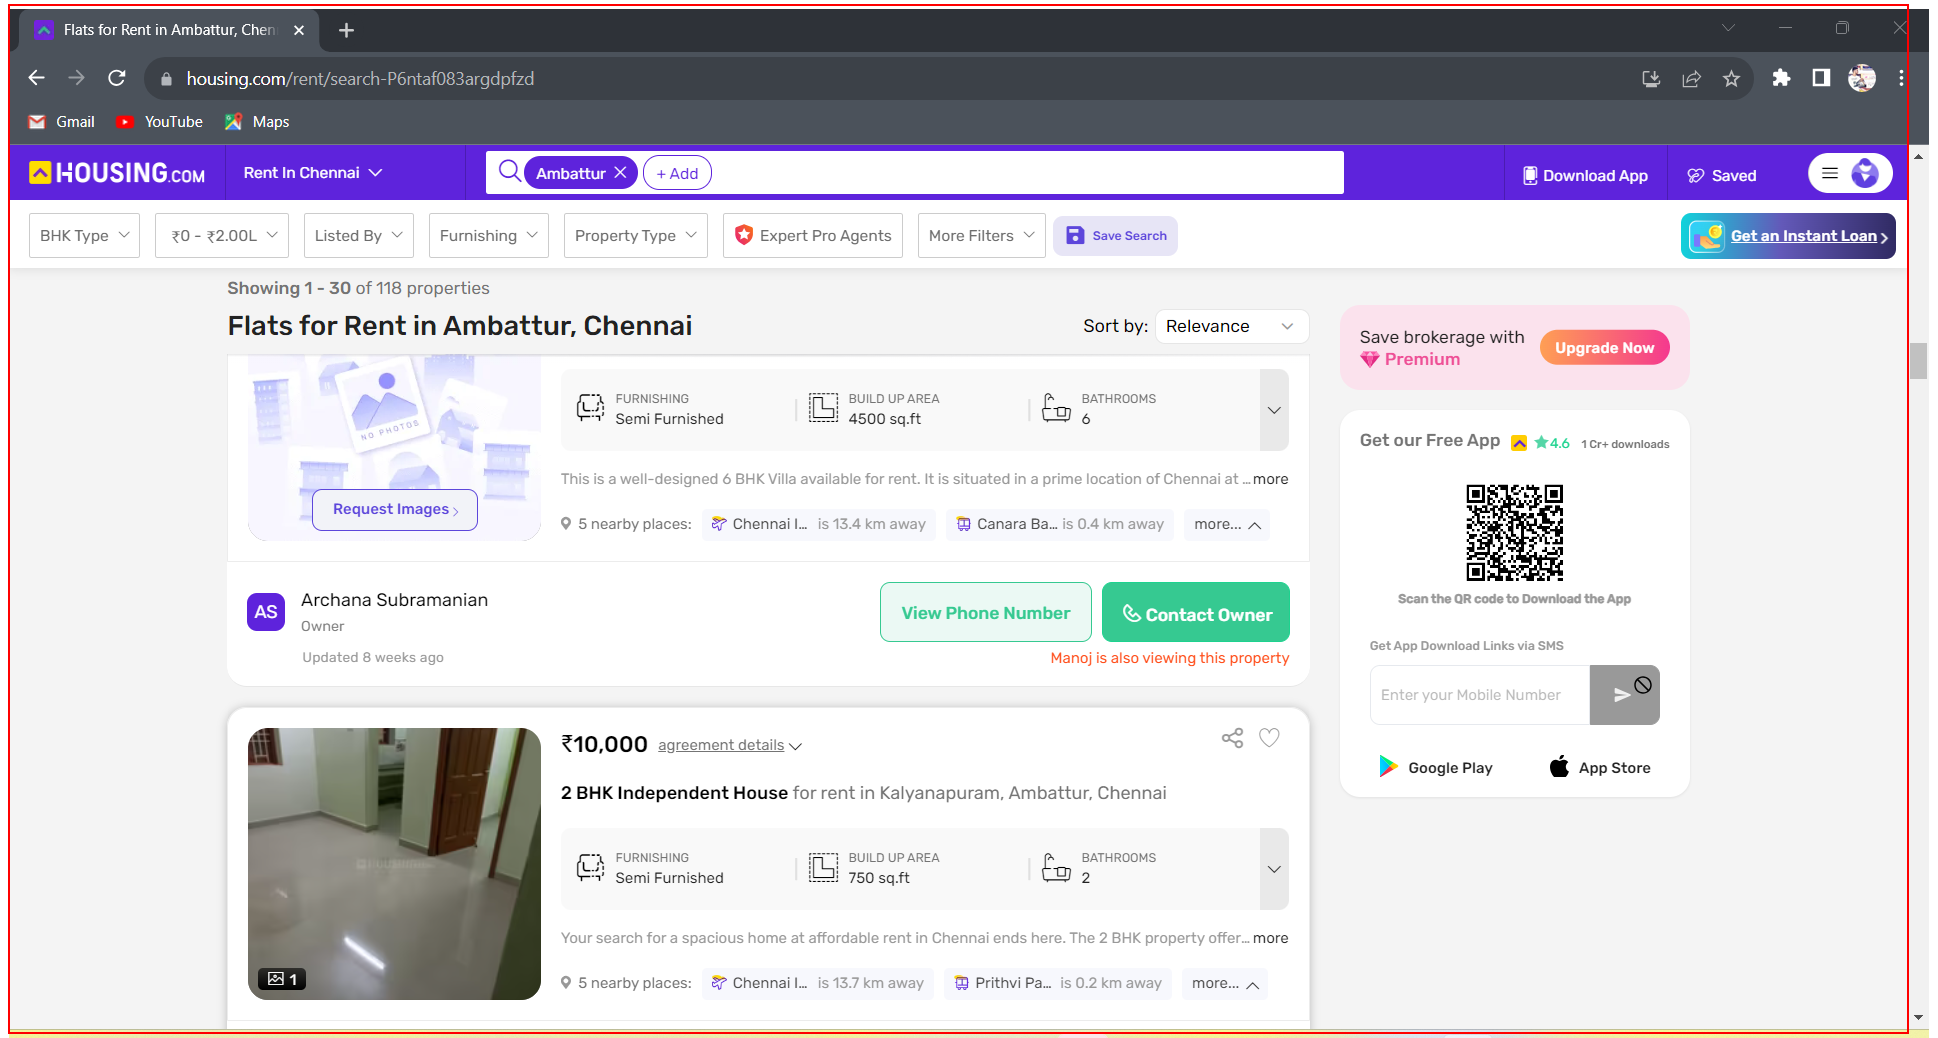 Flats for Rent in Ambattur, Chen
housing.com/rent/search-P6ntaf083argdpfzd
Gmail YouTube Maps
HOUSING.COM Rent In Chennai Ambattur + Add Download App Saved
BHK Type ₹0 - ₹2.00L Listed By Furnishing Property Type Expert Pro Agents More Filters Save Search Get an Instant Loan
Showing 1 - 30 of 118 properties
Flats for Rent in Ambattur, Chennai
Sort by: Relevance
NO PHOTOS
Request Images
FURNISHING BUILD UP AREA BATHROOMS
Semi Furnished 4500 sq.ft 6
This is a well-designed 6 BHK Villa available for rent. It is situated in a prime location of Chennai at ... more
5 nearby places: Chennai I... is 13.4 km away Canara Ba... is 0.4 km away more...
AS
Archana Subramanian
Owner
Updated 8 weeks ago
View Phone Number Contact Owner
Manoj is also viewing this property
HOUSING
1
₹10,000 agreement details
2 BHK Independent House for rent in Kalyanapuram, Ambattur, Chennai
FURNISHING BUILD UP AREA BATHROOMS
Semi Furnished 750 sq.ft 2
Your search for a spacious home at affordable rent in Chennai ends here. The 2 BHK property offer... more
5 nearby places: Chennai I... is 13.7 km away Prithvi Pa... is 0.2 km away more...
Save brokerage with
Premium
Upgrade Now
Get our Free App 4.6 1 Cr+ downloads
Scan the QR code to Download the App
Get App Download Links via SMS
Enter your Mobile Number
Google Play App Store